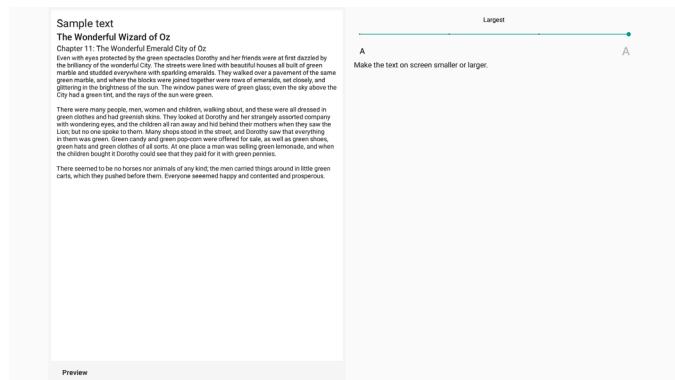 Sample text
The Wonderful Wizard of Oz
Chapter 11: The Wonderful Emerald City of Oz
Even with eyes protected by the green spectacles Dorothy and her friends were at first dazzled by
the brilliancy of the wonderful City. The streets were lined with beautiful houses all built of green
marble and studded everywhere with sparkling emeralds. They walked over a pavement of the same
green marble, and where the blocks were joined together were rows of emeralds, set closely, and
glittering in the brightness of the sun. The window panes were of green glass; even the sky above the
City had a green tint, and the rays of the sun were green.
There were many people, men, women and children, walking about, and these were all dressed in
green clothes and had greenish skins. They looked at Dorothy and her strangely assorted company
with wondering eyes, and the children all ran away and hid behind their mothers when they saw the
Lion; but no one spoke to them. Many shops stood in the street, and Dorothy saw that everything
in them was green. Green candy and green pop-corn were offered for sale, as well as green shoes,
green hats and green clothes of all sorts. At one place a man was selling green lemonade, and when
the children bought it Dorothy could see that they paid for it with green pennies.
There seemed to be no horses nor animals of any kind; the men carried things around in little green
carts, which they pushed before them. Everyone seeemed happy and contented and prosperous.
Preview
Largest
A A
Make the text on screen smaller or larger.